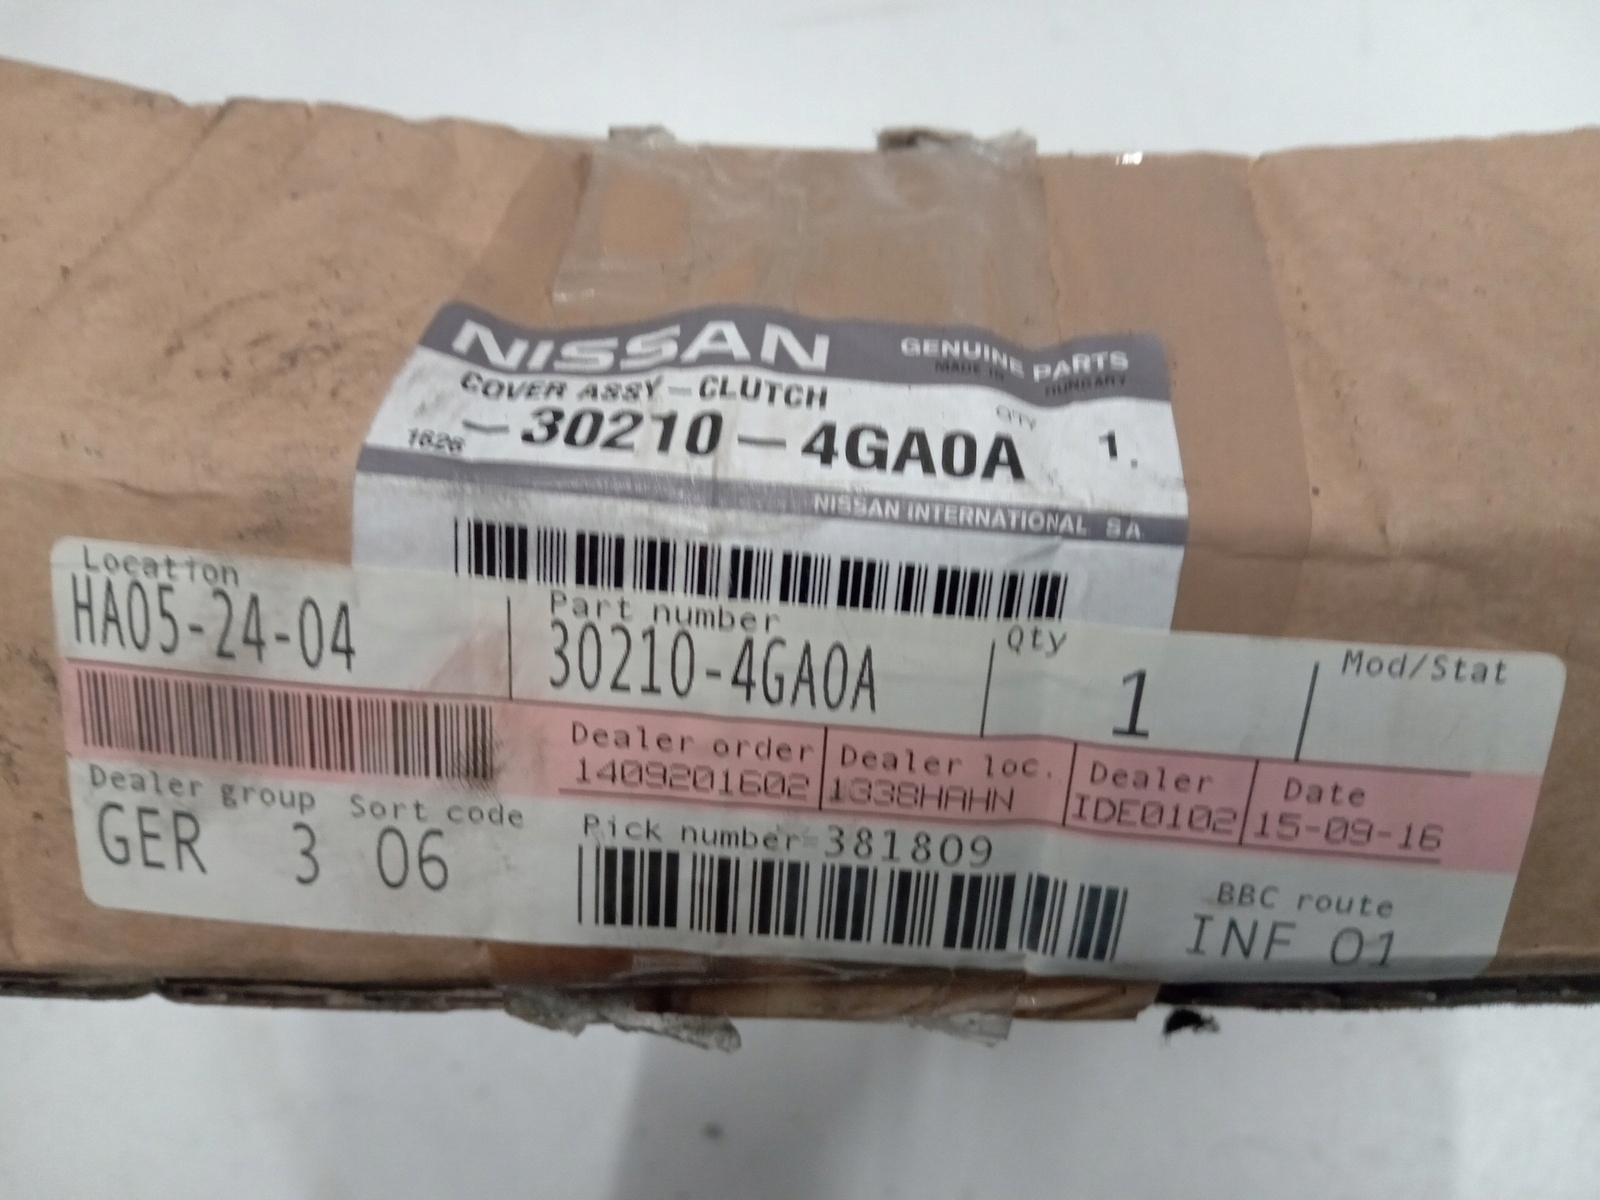 NISSAN GENUINE PARTS
MADE IN HUNGARY
COVER ASSY-CLUTCH QTY
1626 -30210-4GA0A 1.
NISSAN INTERNATIONAL SA
Location Part number Qty Mod/Stat
HA05-24-04 30210-4GA0A 1
Dealer order Dealer loc. Dealer Date
1409201602 1338HAHN IDE0102 15-09-16
Dealer group Sort code Pick number 381809
GER 3 06
BBC route
INF 01